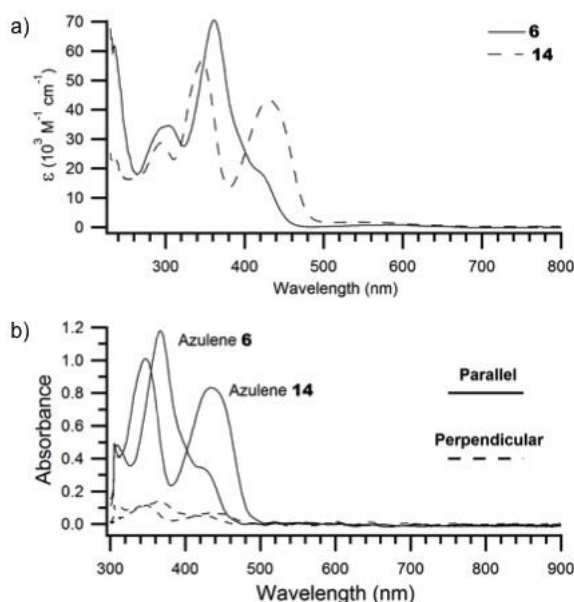 a)
6
14
70
60
50
40
30
20
10
0
ε (10³ M⁻¹ cm⁻¹)
300 400 500 600 700 800
Wavelength (nm)
b)
1.2
1.0
0.8
0.6
0.4
0.2
0.0
Absorbance
Azulene 6
Azulene 14
Parallel
Perpendicular
300 400 500 600 700 800 900
Wavelength (nm)